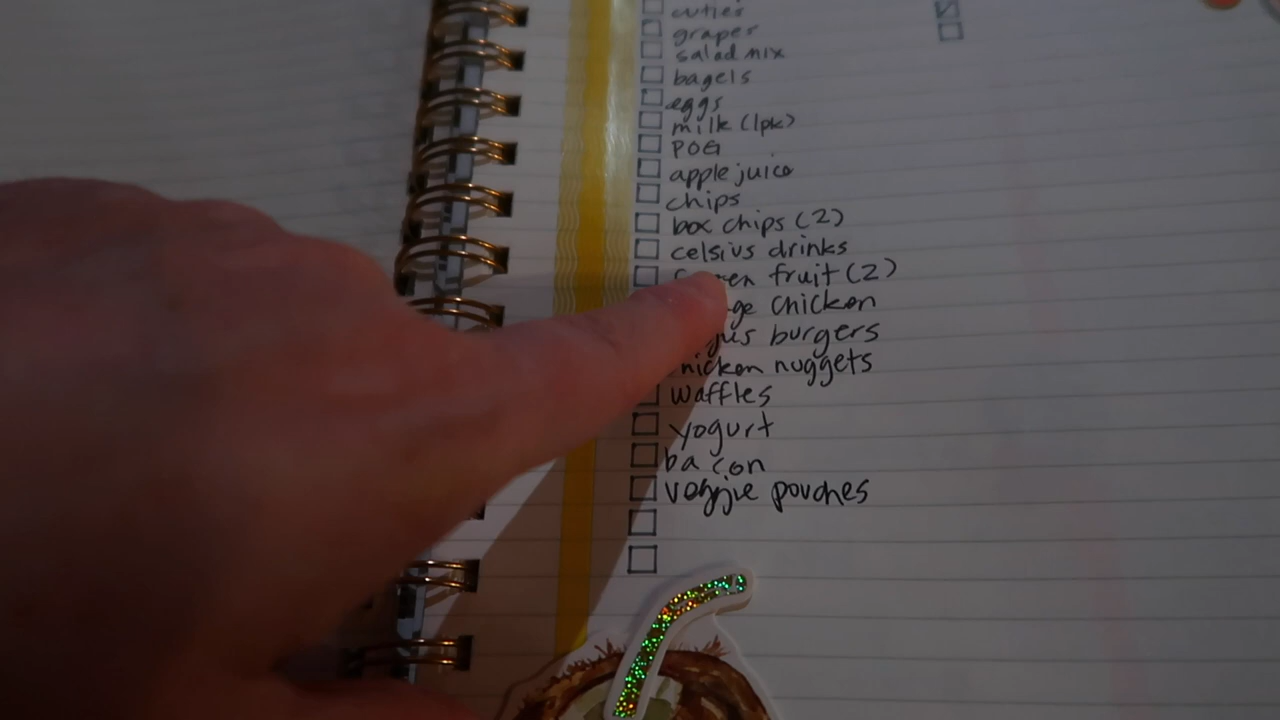 cuties
grapes
salad mix
bagels
eggs
milk (1pk)
POG
apple juice
chips
box chips (2)
celsius drinks
fruit (2)
chicken
burgers
nuggets
waffles
yogurt
bacon
veggie pouches